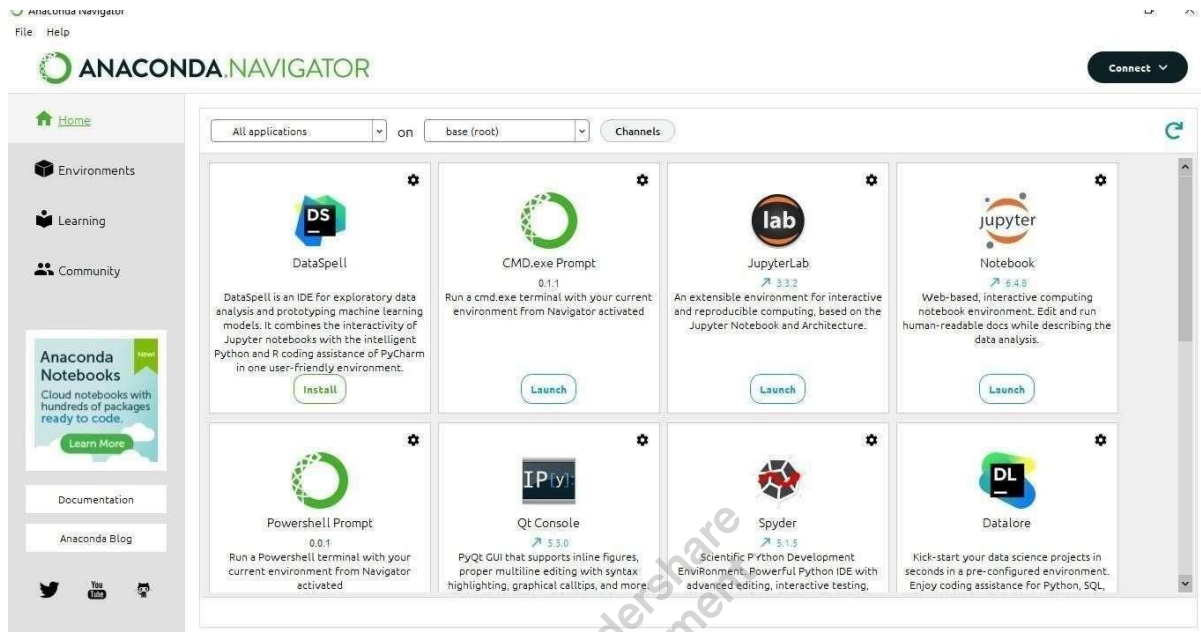 Anaconda Navigator
File Help
ANACONDA.NAVIGATOR
Connect
Home
Environments
Learning
Community
Anaconda
Notebooks
New!
Cloud notebooks with
hundreds of packages
ready to code.
Learn More
Documentation
Anaconda Blog
You
Tube
All applications on base (root) Channels
DS
DataSpell
DataSpell is an IDE for exploratory data
analysis and prototyping machine learning
models. It combines the interactivity of
Jupyter notebooks with the intelligent
Python and R coding assistance of PyCharm
in one user-friendly environment.
Install
CMD.exe Prompt
0.1.1
Run a cmd.exe terminal with your current
environment from Navigator activated
Launch
lab
JupyterLab
3.3.2
An extensible environment for interactive
and reproducible computing, based on the
Jupyter Notebook and Architecture.
Launch
jupyter
Notebook
6.4.8
Web-based, interactive computing
notebook environment. Edit and run
human-readable docs while describing the
data analysis.
Launch
Powershell Prompt
0.0.1
Run a Powershell terminal with your
current environment from Navigator
activated
IP[y]:
Qt Console
5.3.0
PyQt GUI that supports inline figures,
proper multiline editing with syntax
highlighting, graphical calltips, and more.
Spyder
5.1.5
Scientific PYthon Development
EnviRonment. Powerful Python IDE with
advanced editing, interactive testing,
DL
Datalore
Kick-start your data science projects in
seconds in a pre-configured environment.
Enjoy coding assistance for Python, SQL,